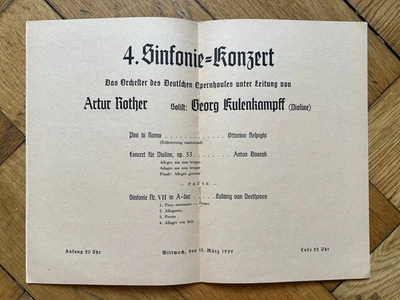 4. Sinfonie=Konzert
Das Orchester des Deutschen Opernhauses unter Leitung von
Artur Rother Solist: Georg Kulenkampff (Violine)
Pini di Roma . . . . . . . . . . Ottorino Respighi
(Erstaufführung
Concert für Violine, op. 53 . . . . . . . Anton Dvorak
Allegro ma non troppo
Adagio ma non troppo
Finale: Allegro giocoso
— PAUSE —
Sinfonie Nr. VII in A-dur . . . . . Ludwig van Beethoven
1. Poco sostenuto — Vivace
2. Allegretto
3. Presto
4. Allegro con brio
Anfang 20 Uhr Mittwoch, den 15. März Ende 22 Uhr